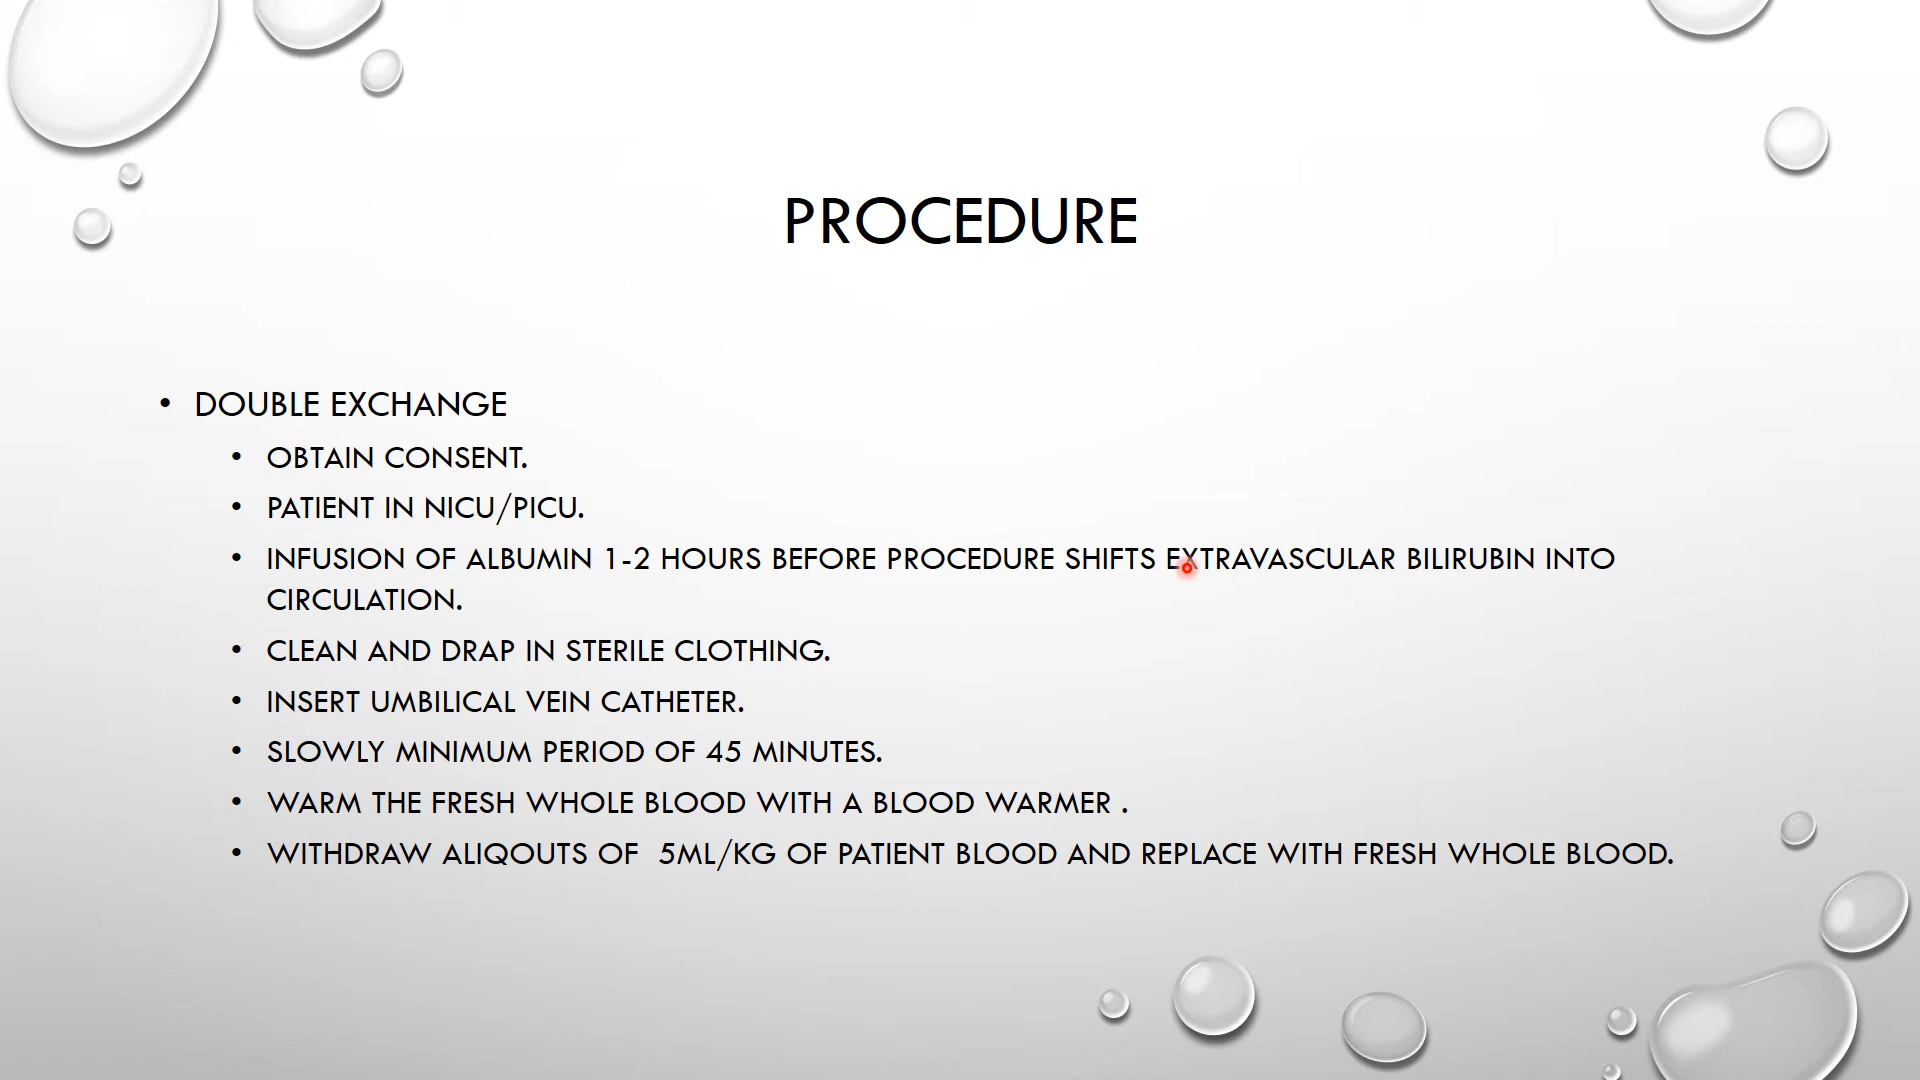 PROCEDURE
• DOUBLE EXCHANGE
• OBTAIN CONSENT.
• PATIENT IN NICU/PICU.
• INFUSION OF ALBUMIN 1-2 HOURS BEFORE PROCEDURE SHIFTS EXTRAVASCULAR BILIRUBIN INTO
CIRCULATION.
• CLEAN AND DRAP IN STERILE CLOTHING.
• INSERT UMBILICAL VEIN CATHETER.
• SLOWLY MINIMUM PERIOD OF 45 MINUTES.
• WARM THE FRESH WHOLE BLOOD WITH A BLOOD WARMER .
• WITHDRAW ALIQOUTS OF  5ML/KG OF PATIENT BLOOD AND REPLACE WITH FRESH WHOLE BLOOD.